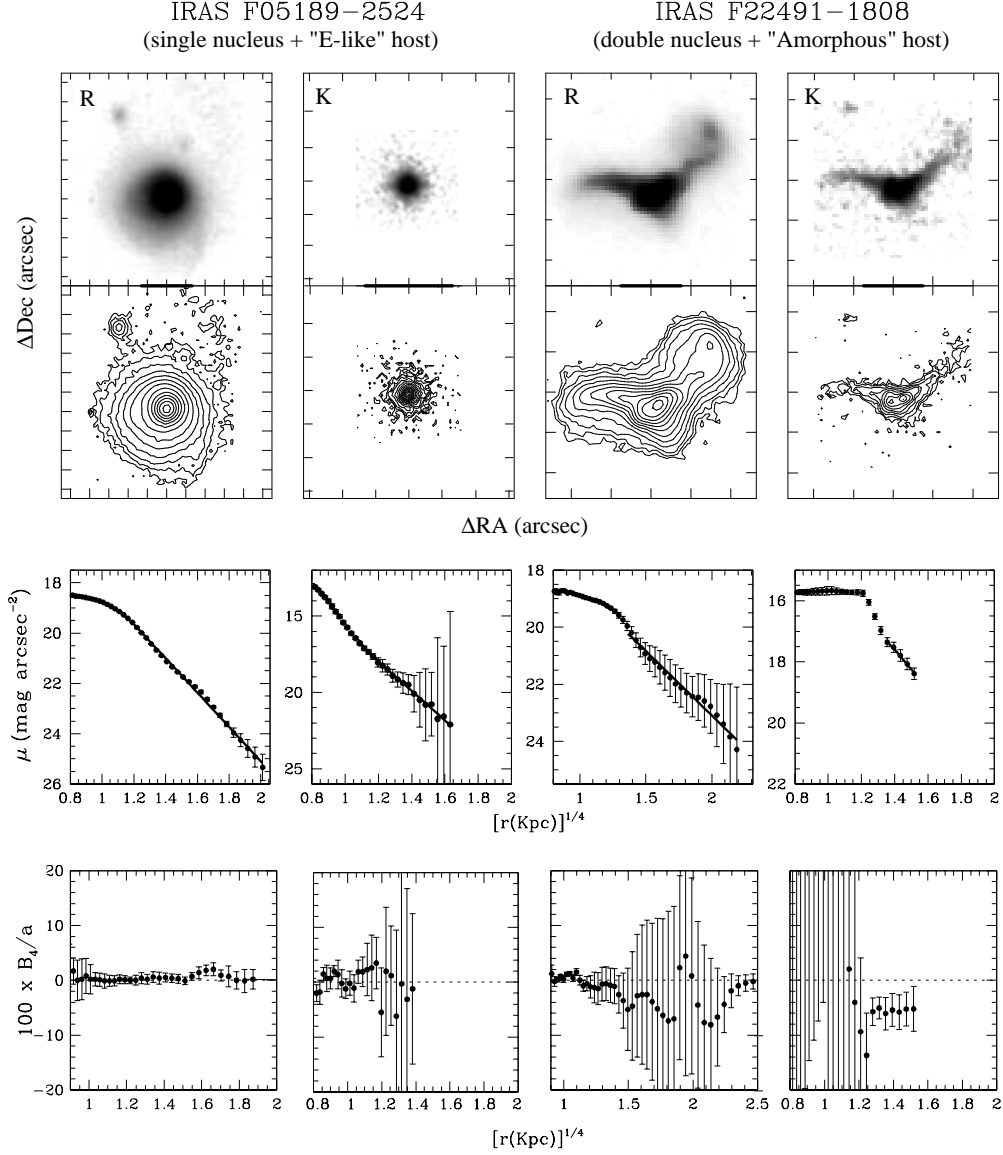 IRAS F05189−2524 IRAS F22491−1808
(single nucleus + "E-like" host) (double nucleus + "Amorphous" host)
R K R K
ΔDec (arcsec)
ΔRA (arcsec)
μ (mag arcsec⁻²)
18
20
22
24
26
0.8 1 1.2 1.4 1.6 1.8 2
15
20
25
0.8 1 1.2 1.4 1.6 1.8 2
18
20
22
24
1 1.5 2
16
18
20
22
0.8 1 1.2 1.4 1.6 1.8 2
[r(Kpc)]^1/4
100 x B₄/a
20
10
0
−10
−20
1 1.2 1.4 1.6 1.8 2
0.8 1 1.2 1.4 1.6 1.8 2
1 1.5 2 2.5
0.8 1 1.2 1.4 1.6 1.8 2
[r(Kpc)]^1/4